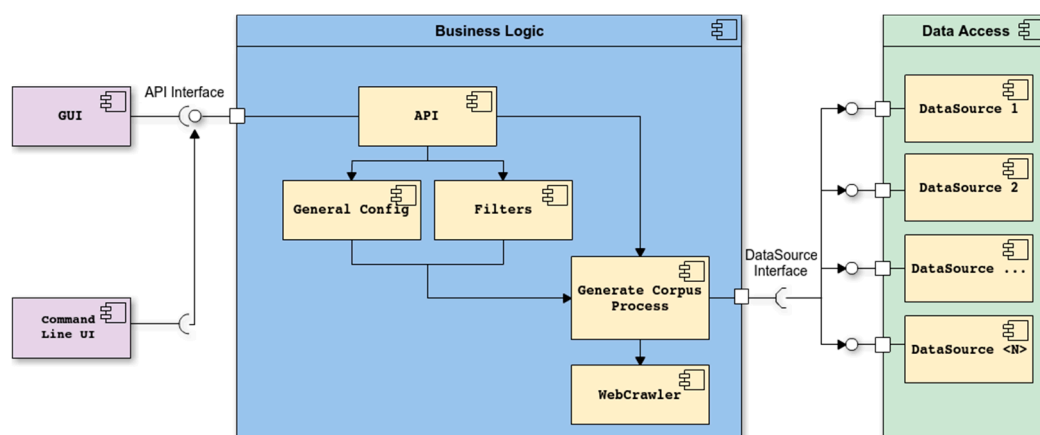 Business Logic
Data Access
API Interface
GUI
API
DataSource 1
General Config
Filters
DataSource 2
DataSource
Interface
Generate Corpus
Process
DataSource ...
Command
Line UI
DataSource <N>
WebCrawler